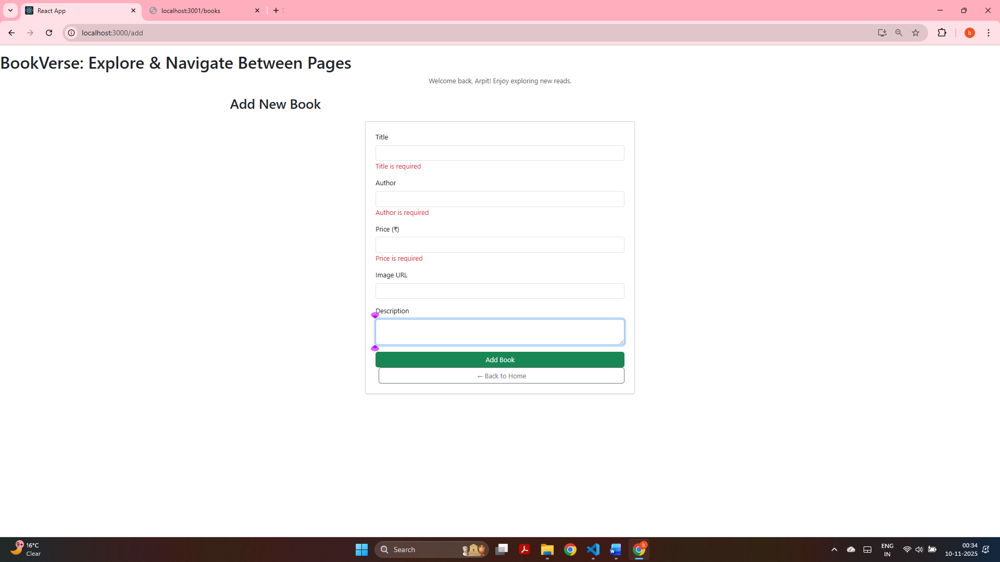 React App
localhost:3001/books
localhost:3000/add
b
BookVerse: Explore & Navigate Between Pages
Welcome back, Arpit! Enjoy exploring new reads.
Add New Book
Title
Title is required
Author
Author is required
Price (₹)
Price is required
Image URL
Description
Add Book
← Back to Home
9+
16°C
Clear
Search
b
ENG
IN
00:34
10-11-2025